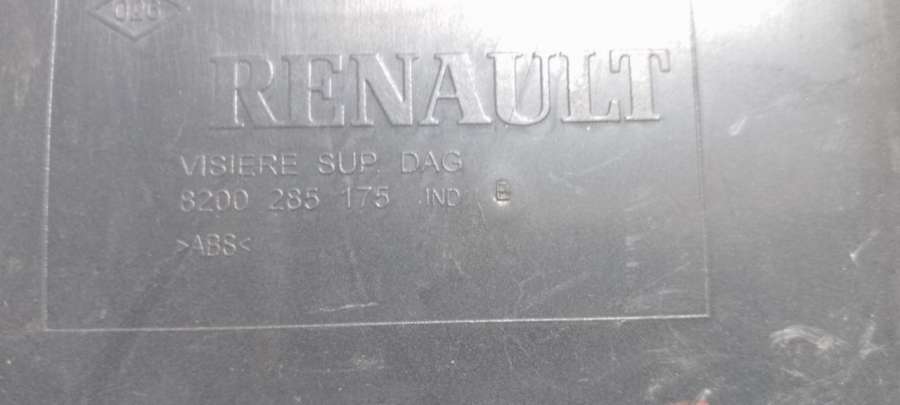 026
RENAULT
VISIERE SUP. DAG
8200 285 175 IND B
>ABS<